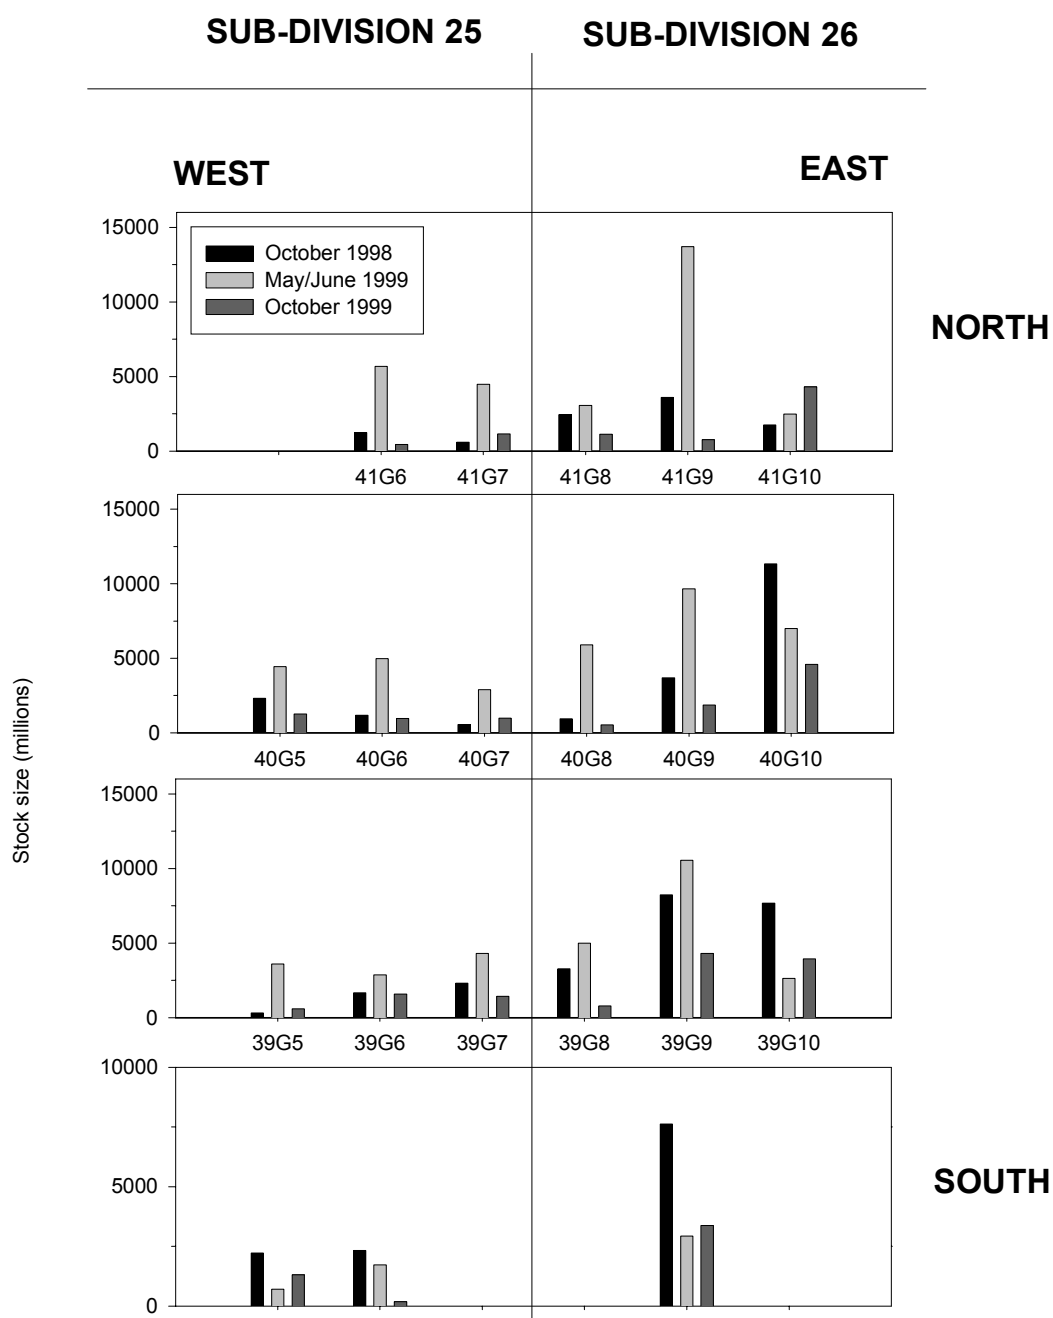 SUB-DIVISION 25 SUB-DIVISION 26
WEST EAST
15000
10000
5000
0
October 1998
May/June 1999
October 1999
NORTH
41G6 41G7 41G8 41G9 41G10
15000
10000
5000
0
40G5 40G6 40G7 40G8 40G9 40G10
Stock size (millions)
15000
10000
5000
0
39G5 39G6 39G7 39G8 39G9 39G10
10000
5000
0
SOUTH